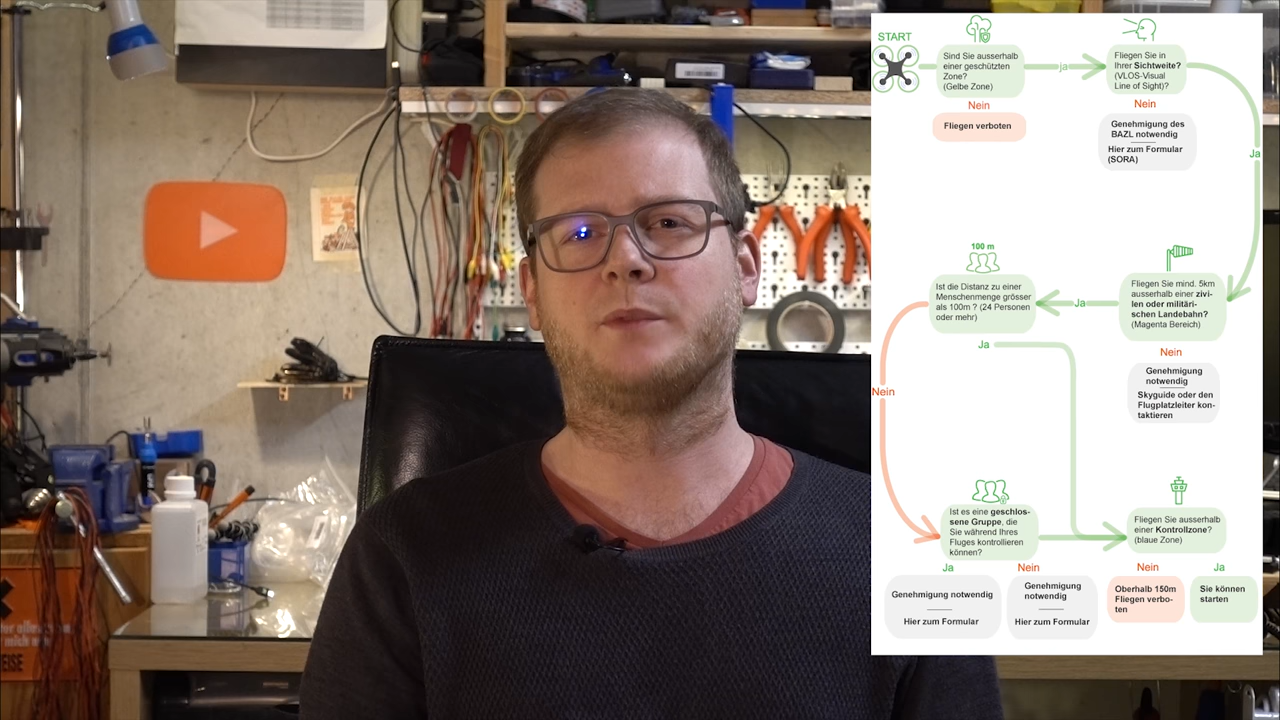 START
Sind Sie ausserhalb
einer geschützten
Zone?
(Gelbe Zone)
Nein
Fliegen verboten
ja
Fliegen Sie in
Ihrer Sichtweite?
(VLOS-Visual
Line of Sight)?
Nein
Genehmigung des
BAZL notwendig
Hier zum Formular
(SORA)
Ja
Fliegen Sie mind. 5km
ausserhalb einer zivi-
len oder militäri-
schen Landebahn?
(Magenta Bereich)
Nein
Genehmigung
notwendig
Skyguide oder den
Flugplatzleiter kon-
taktieren
Ja
100 m
Ist die Distanz zu einer
Menschenmenge grösser
als 100m ? (24 Personen
oder mehr)
Ja
Nein
Ist es eine geschlos-
sene Gruppe, die
Sie während Ihres
Fluges kontrollieren
können?
Ja
Genehmigung notwendig
Hier zum Formular
Nein
Genehmigung
notwendig
Hier zum Formular
Fliegen Sie ausserhalb
einer Kontrollzone?
(blaue Zone)
Nein
Oberhalb 150m
Fliegen verbo-
ten
Ja
Sie können
starten